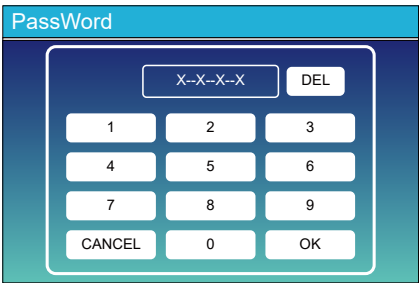 PassWord
X--X--X--X DEL
1 2 3
4 5 6
7 8 9
CANCEL 0 OK